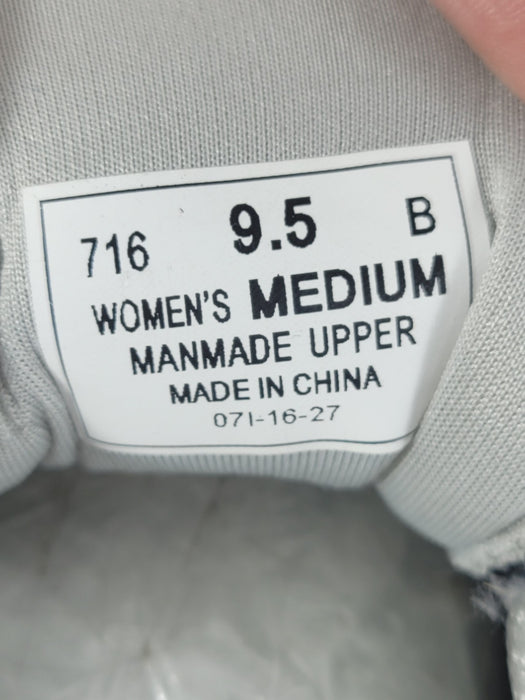 716 9.5 B
WOMEN'S MEDIUM
MANMADE UPPER
MADE IN CHINA
071-16-27